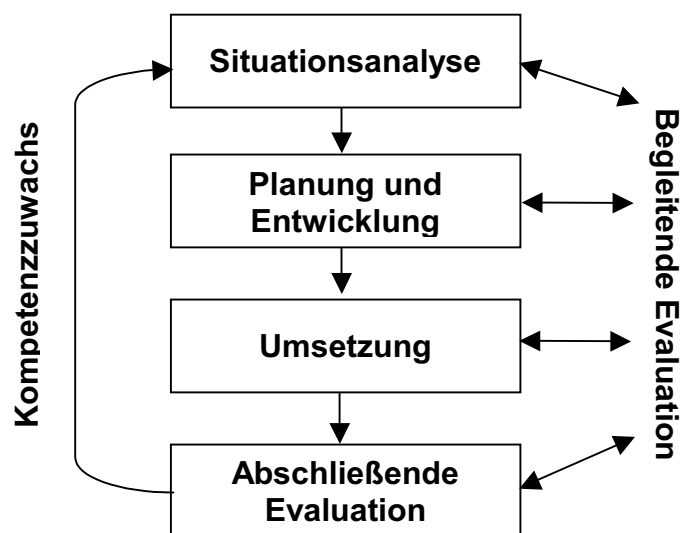 Situationsanalyse
Planung und
Entwicklung
Umsetzung
Abschließende
Evaluation
Kompetenzzuwachs
Begleitende Evaluation